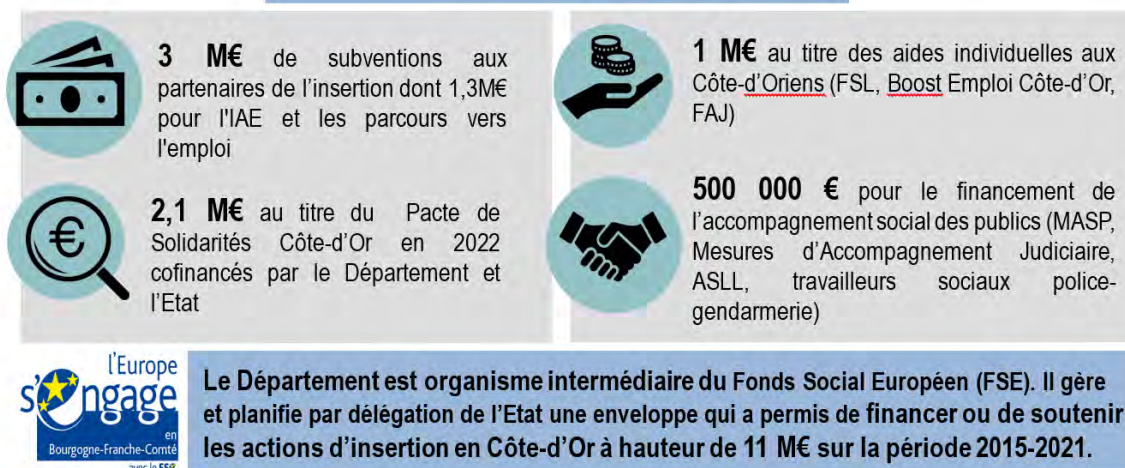 3 M€ de subventions aux
partenaires de l'insertion dont 1,3M€
pour l'IAE et les parcours vers
l'emploi
2,1 M€ au titre du Pacte de
Solidarités Côte-d'Or en 2022
cofinancés par le Département et
l'Etat
1 M€ au titre des aides individuelles aux
Côte-d'Oriens (FSL, Boost Emploi Côte-d'Or,
FAJ)
500 000 € pour le financement de
l'accompagnement social des publics (MASP,
Mesures d'Accompagnement Judiciaire,
ASLL, travailleurs sociaux police-
gendarmerie)
l'Europe
s'engage
en
Bourgogne-Franche-Comté
avec le FSE
Le Département est organisme intermédiaire du Fonds Social Européen (FSE). Il gère
et planifie par délégation de l'Etat une enveloppe qui a permis de financer ou de soutenir
les actions d'insertion en Côte-d'Or à hauteur de 11 M€ sur la période 2015-2021.